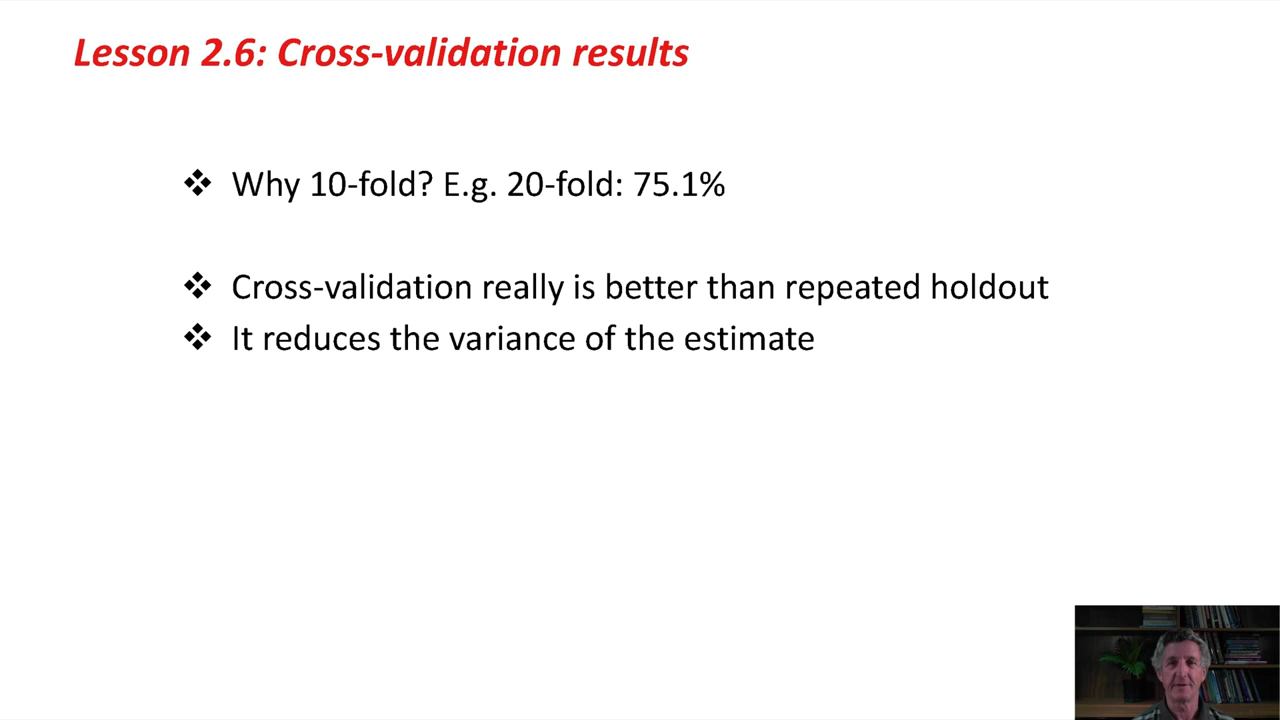 Lesson 2.6: Cross-validation results
❖ Why 10-fold? E.g. 20-fold: 75.1%
❖ Cross-validation really is better than repeated holdout
❖ It reduces the variance of the estimate